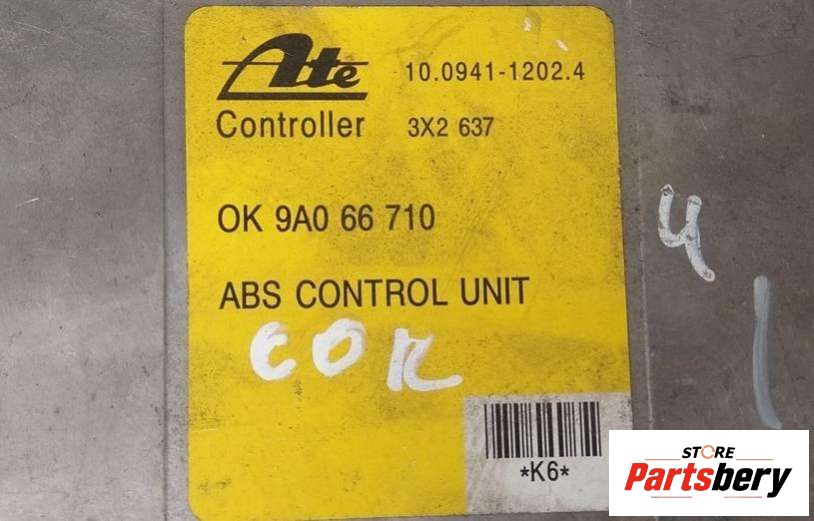 Ate 10.0941-1202.4
Controller 3X2 637
OK 9A0 66 710
ABS CONTROL UNIT
COR
4
*K6*
STORE
Partsbery